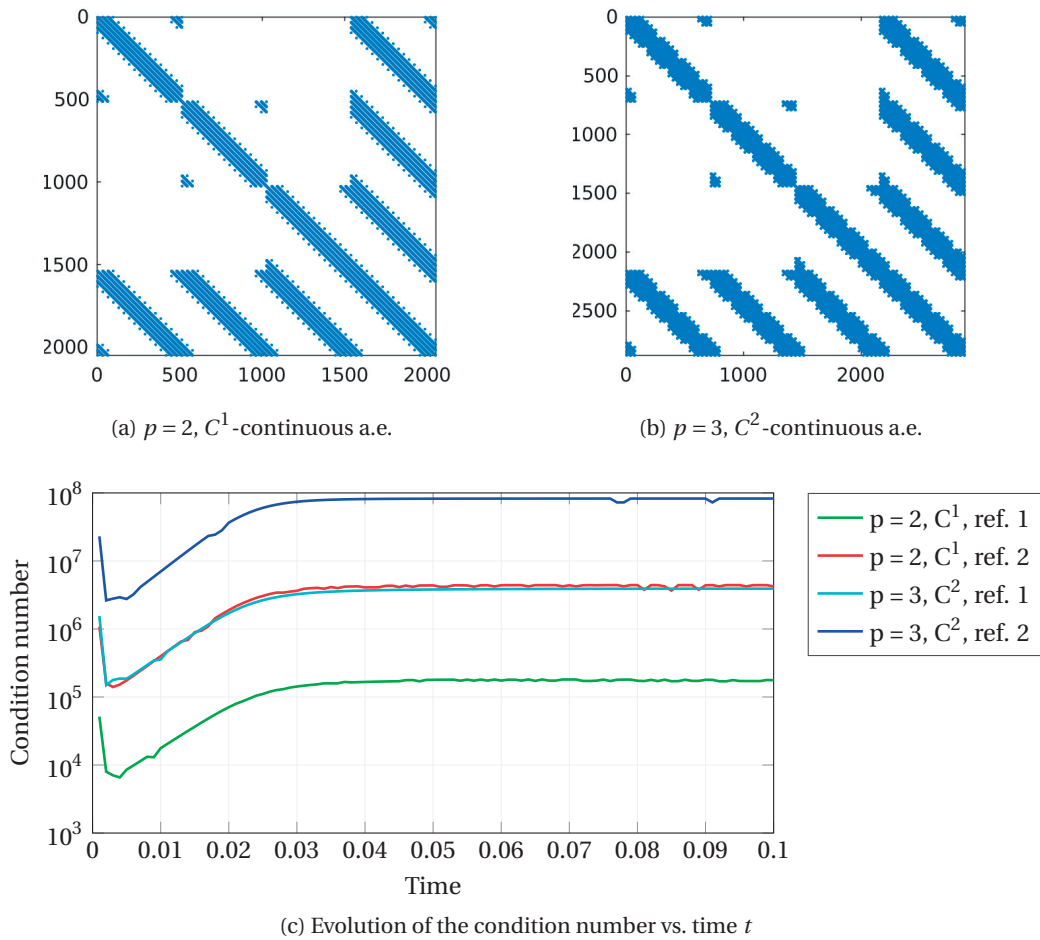 0
500
1000
1500
2000
0 500 1000 1500 2000
(a) p = 2, C¹-continuous a.e.
0
500
1000
1500
2000
2500
0 1000 2000
(b) p = 3, C²-continuous a.e.
Condition number
10⁸
10⁷
10⁶
10⁵
10⁴
10³
0 0.01 0.02 0.03 0.04 0.05 0.06 0.07 0.08 0.09 0.1
Time
p = 2, C¹, ref. 1
p = 2, C¹, ref. 2
p = 3, C², ref. 1
p = 3, C², ref. 2
(c) Evolution of the condition number vs. time t